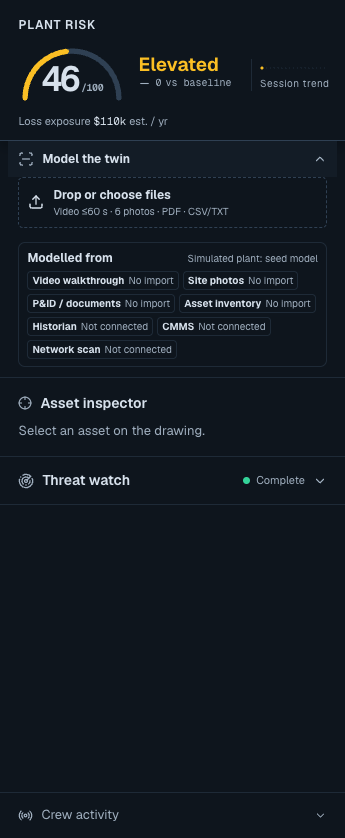 PLANT RISK
46 /100
Elevated
— 0 vs baseline
Session trend
Loss exposure $110k est. / yr
Model the twin
Drop or choose files
Video ≤60 s · 6 photos · PDF · CSV/TXT
Modelled from
Simulated plant: seed model
Video walkthrough No import
Site photos No import
P&ID / documents No import
Asset inventory No import
Historian Not connected
CMMS Not connected
Network scan Not connected
Asset inspector
Select an asset on the drawing.
Threat watch
Complete
Crew activity